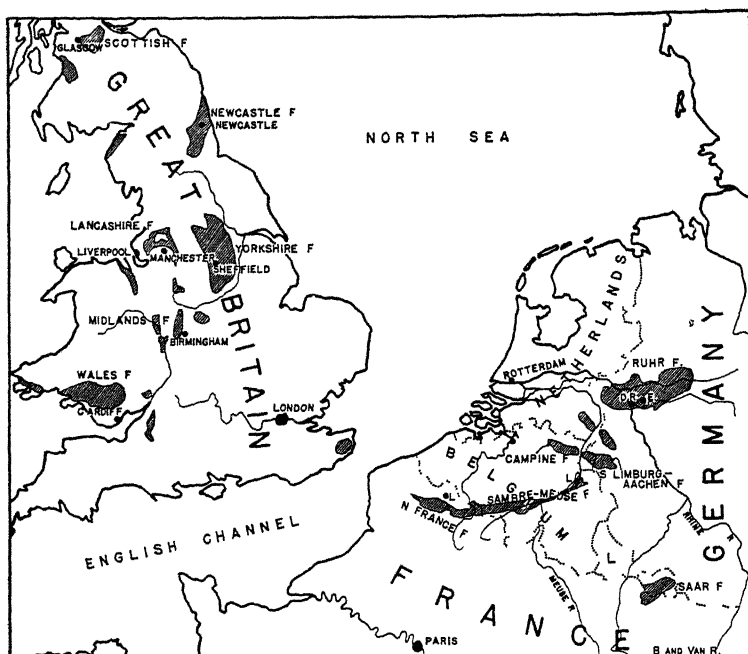 GLASGOW
SCOTTISH F
GREAT BRITAIN
NEWCASTLE F
NEWCASTLE
NORTH SEA
LANCASHIRE F
LIVERPOOL
MANCHESTER
YORKSHIRE F
SHEFFIELD
MIDLANDS F
BIRMINGHAM
WALES F
CARDIFF
LONDON
NETHERLANDS
ROTTERDAM
RUHR F.
D.
E.
GERMANY
BELGIUM
CAMPINE F
S LIMBURG-
AACHEN F
L
L
SAMBRE-MEUSE F
N FRANCE F
ENGLISH CHANNEL
L
RHINE R
MEUSE R
SAAR F
FRANCE
PARIS
B AND VAN R.